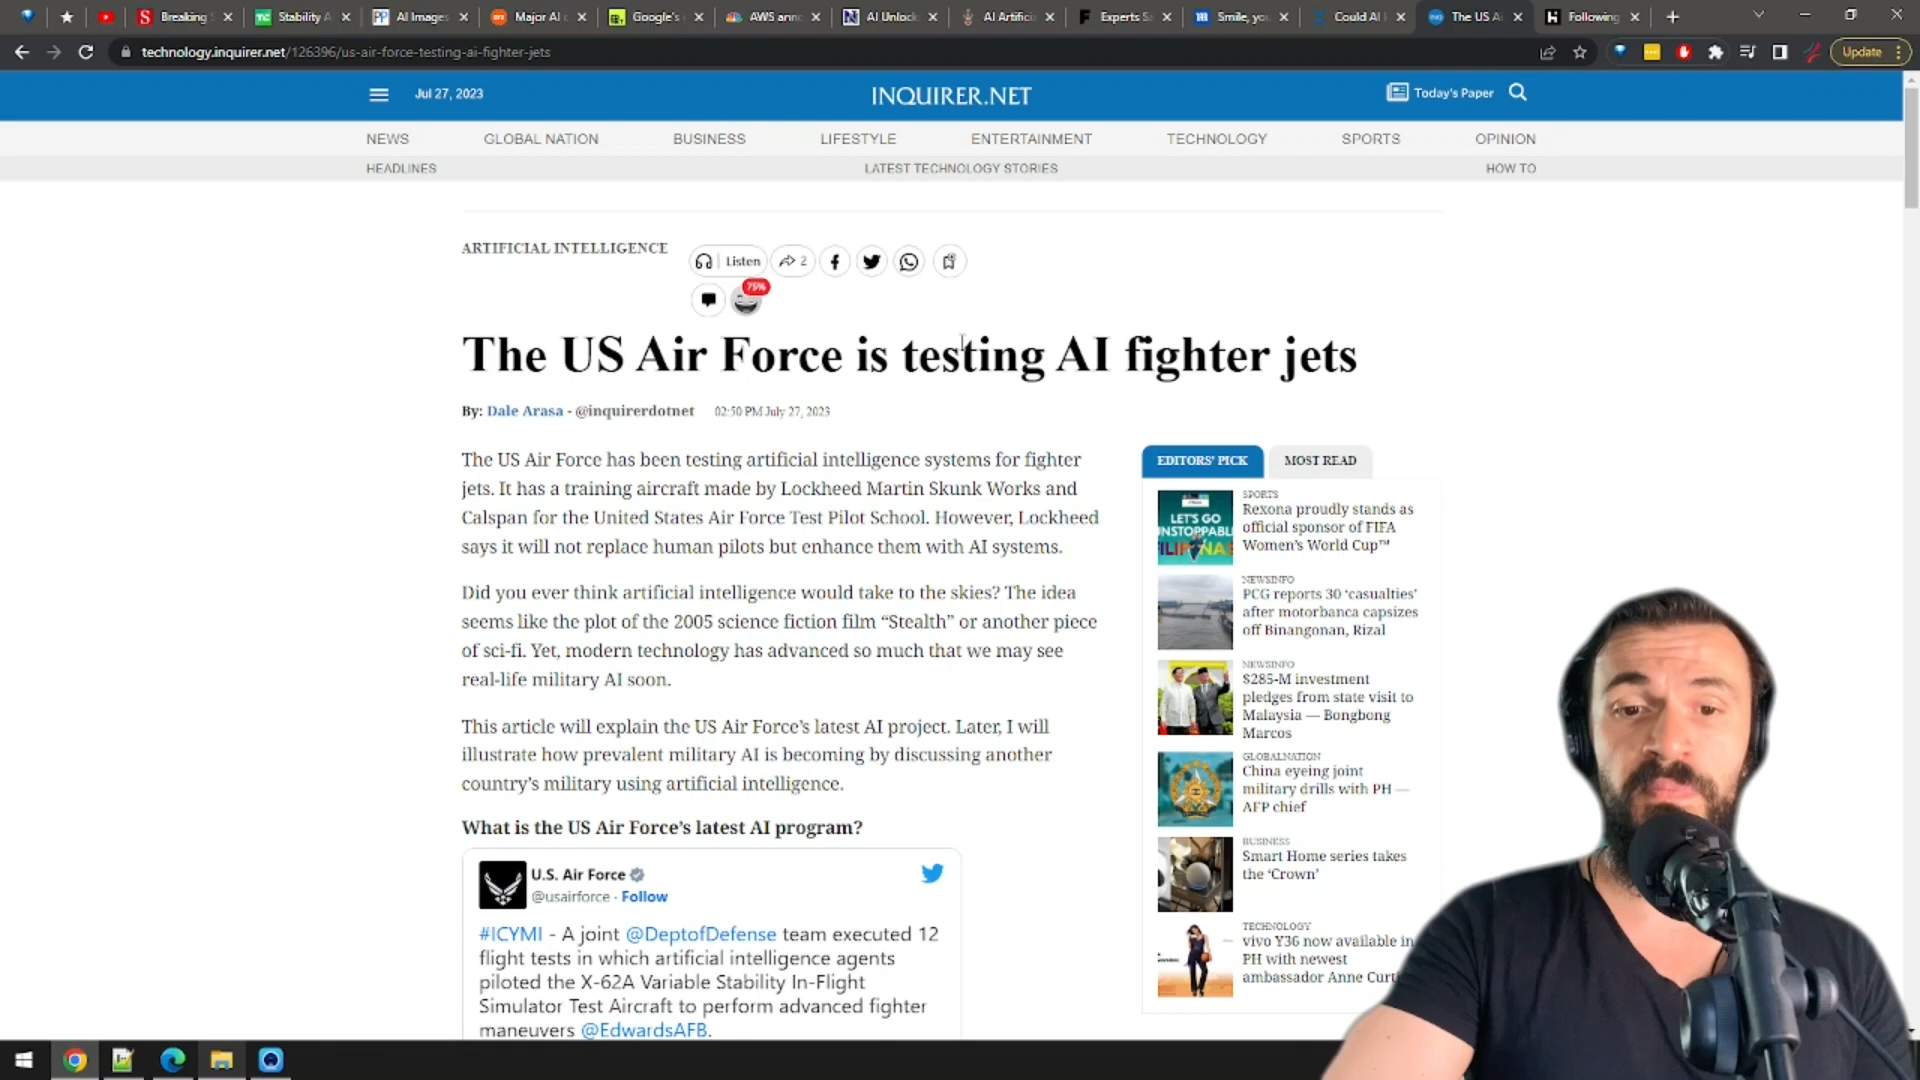 Breaking
Stability A
AI Images
Major AI c
Google's
AWS anno
AI Unlock
AI Artific
Experts S
Smile, you
Could AI
The US Ai
Following
technology.inquirer.net/126396/us-air-force-testing-ai-fighter-jets
Update
Jul 27, 2023
INQUIRER.NET
Today's Paper
NEWS
GLOBAL NATION
BUSINESS
LIFESTYLE
ENTERTAINMENT
TECHNOLOGY
SPORTS
OPINION
HEADLINES
LATEST TECHNOLOGY STORIES
HOW TO
ARTIFICIAL INTELLIGENCE
Listen
2
75%
The US Air Force is testing AI fighter jets
By: Dale Arasa - @inquirerdotnet
02:50 PM July 27, 2023
The US Air Force has been testing artificial intelligence systems for fighter
jets. It has a training aircraft made by Lockheed Martin Skunk Works and
Calspan for the United States Air Force Test Pilot School. However, Lockheed
says it will not replace human pilots but enhance them with AI systems.
Did you ever think artificial intelligence would take to the skies? The idea
seems like the plot of the 2005 science fiction film “Stealth” or another piece
of sci-fi. Yet, modern technology has advanced so much that we may see
real-life military AI soon.
This article will explain the US Air Force’s latest AI project. Later, I will
illustrate how prevalent military AI is becoming by discussing another
country’s military using artificial intelligence.
What is the US Air Force’s latest AI program?
U.S. Air Force
@usairforce · Follow
#ICYMI - A joint @DeptofDefense team executed 12
flight tests in which artificial intelligence agents
piloted the X-62A Variable Stability In-Flight
Simulator Test Aircraft to perform advanced fighter
maneuvers @EdwardsAFB.
EDITORS' PICK
MOST READ
LET'S GO
SPORTS
Rexona proudly stands as
official sponsor of FIFA
Women’s World Cup™
NEWSINFO
PCG reports 30 ‘casualties’
after motorbanca capsizes
off Binangonan, Rizal
NEWSINFO
$285-M investment
pledges from state visit to
Malaysia — Bongbong
Marcos
GLOBALNATION
China eyeing joint
military drills with PH —
AFP chief
BUSINESS
Smart Home series takes
the ‘Crown’
TECHNOLOGY
vivo Y36 now available in
PH with newest
ambassador Anne Curt